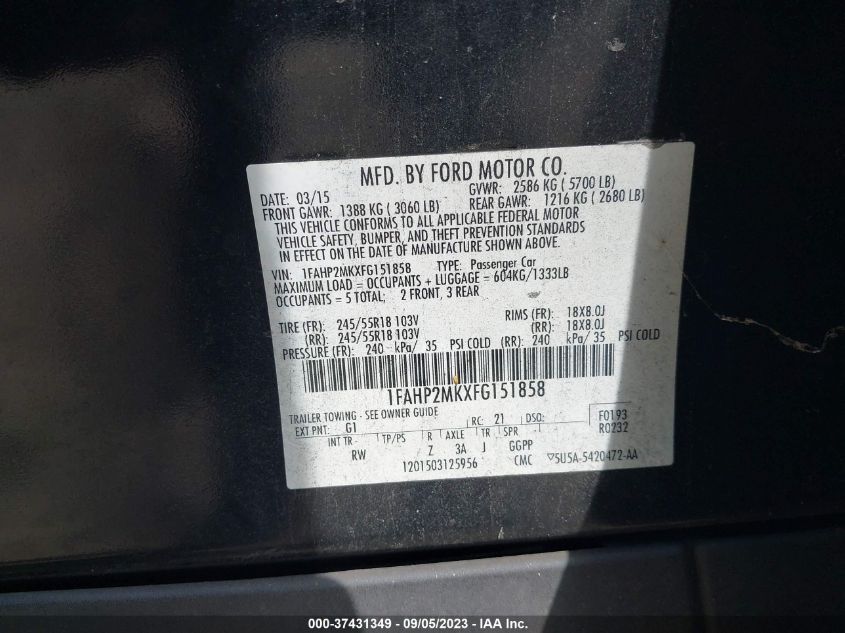 MFD. BY FORD MOTOR CO.
DATE: 03/15 GVWR: 2586 KG ( 5700 LB)
FRONT GAWR: 1388 KG ( 3060 LB) REAR GAWR: 1216 KG ( 2680 LB)
THIS VEHICLE CONFORMS TO ALL APPLICABLE FEDERAL MOTOR
VEHICLE SAFETY, BUMPER, AND THEFT PREVENTION STANDARDS
IN EFFECT ON THE DATE OF MANUFACTURE SHOWN ABOVE.
VIN: 1FAHP2MKXFG151858 TYPE: Passenger Car
MAXIMUM LOAD = OCCUPANTS + LUGGAGE = 604KG/1333LB
OCCUPANTS = 5 TOTAL; 2 FRONT, 3 REAR
TIRE (FR): 245/55R18 103V RIMS (FR): 18X8.0J
(RR): 245/55R18 103V (RR): 18X8.0J
PRESSURE (FR): 240 kPa/ 35 PSI COLD (RR): 240 kPa/ 35 PSI COLD
1FAHP2MKXFG151858
TRAILER TOWING - SEE OWNER GUIDE
EXT PNT: G1 RC: 21 DSO: F0193
R0232
INT TR TP/PS R AXLE TR SPR
RW Z 3A J GGPP
1201503125956 CMC 5U5A-5420472-AA
000-37431349 - 09/05/2023 - IAA Inc.